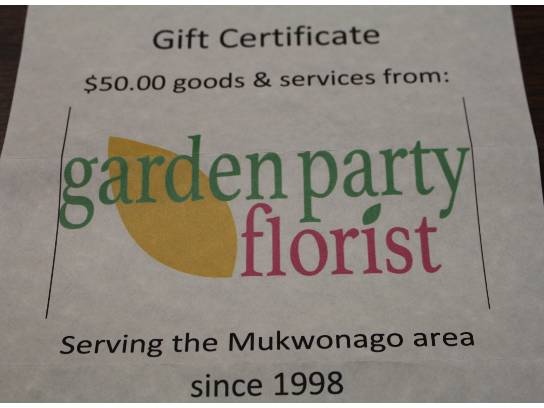 Gift Certificate
$50.00 goods & services from:
garden party
florist
Serving the Mukwonago area
since 1998